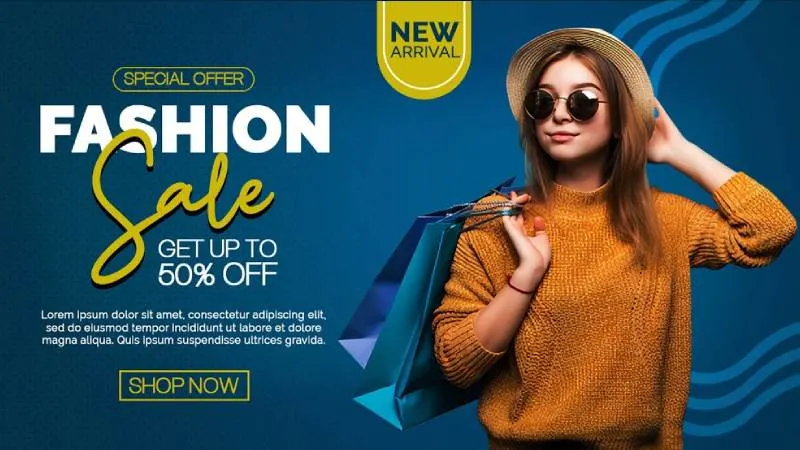 NEW
ARRIVAL
SPECIAL OFFER
FASHION
Sale
GET UP TO
50% OFF
Lorem ipsum dolor sit amet, consectetur adipiscing elit,
sed do eiusmod tempor incididunt ut labore et dolore
magna aliqua. Quis ipsum suspendisse ultrices gravida.
SHOP NOW